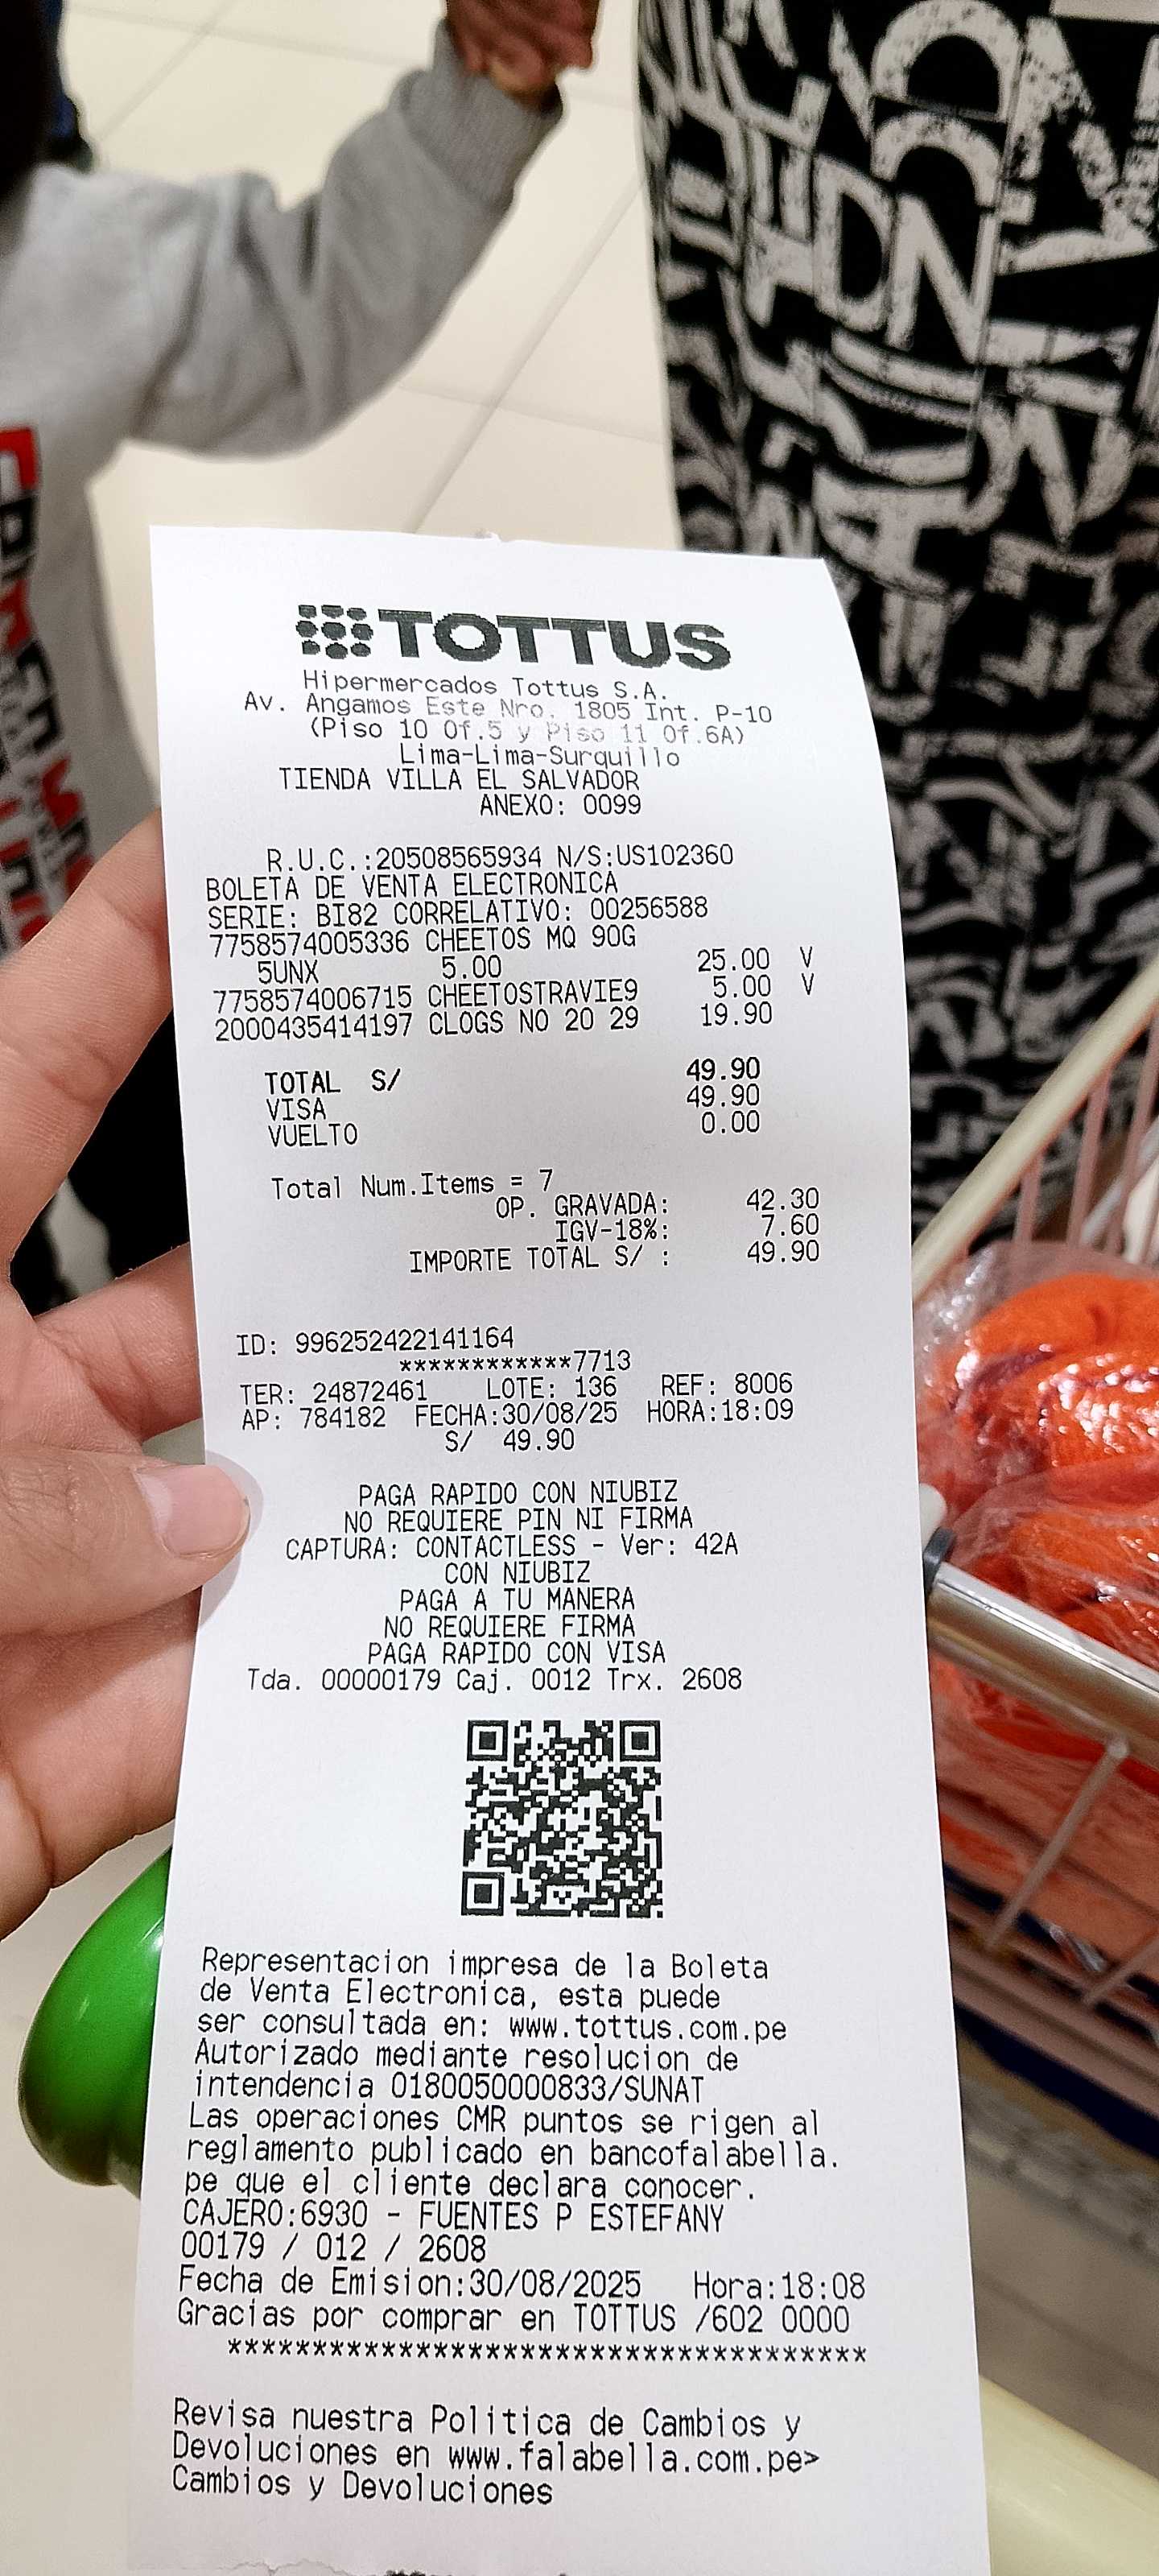 TOTTUS
Hipermercados Tottus S.A.
Av. Angamos Este Nro. 1805 Int. P-10
(Piso 10 Of.5 y Piso 11 Of.6A)
Lima-Lima-Surquillo
TIENDA VILLA EL SALVADOR
ANEXO: 0099
R.U.C.:20508565934 N/S:US102360
BOLETA DE VENTA ELECTRONICA
SERIE: BI82 CORRELATIVO: 00256588
7758574005336 CHEETOS MQ 90G
5UNX 5.00 25.00 V
7758574006715 CHEETOSTRAVIE9 5.00 V
2000435414197 CLOGS NO 20 29 19.90
TOTAL S/ 49.90
VISA 49.90
VUELTO 0.00
Total Num.Items = 7
OP. GRAVADA: 42.30
IGV-18%: 7.60
IMPORTE TOTAL S/ : 49.90
ID: 996252422141164
************7713
TER: 24872461 LOTE: 136 REF: 8006
AP: 784182 FECHA:30/08/25 HORA:18:09
S/ 49.90
PAGA RAPIDO CON NIUBIZ
NO REQUIERE PIN NI FIRMA
CAPTURA: CONTACTLESS - Ver: 42A
CON NIUBIZ
PAGA A TU MANERA
NO REQUIERE FIRMA
PAGA RAPIDO CON VISA
Tda. 00000179 Caj. 0012 Trx. 2608
Representacion impresa de la Boleta
de Venta Electronica, esta puede
ser consultada en: www.tottus.com.pe
Autorizado mediante resolucion de
intendencia 0180050000833/SUNAT
Las operaciones CMR puntos se rigen al
reglamento publicado en bancofalabella.
pe que el cliente declara conocer.
CAJERO:6930 - FUENTES P ESTEFANY
00179 / 012 / 2608
Fecha de Emision:30/08/2025 Hora:18:08
Gracias por comprar en TOTTUS /602 0000
**************************************
Revisa nuestra Politica de Cambios y
Devoluciones en www.falabella.com.pe>
Cambios y Devoluciones